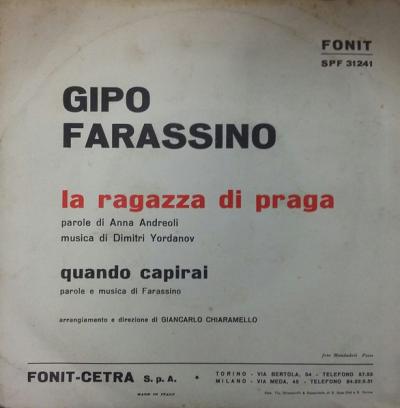 FONIT
SPF 31241
GIPO
FARASSINO
la ragazza di praga
parole di Anna Andreoli
musica di Dimitri Yordanov
quando capirai
parole e musica di Farassino
arrangiamento e direzione di GIANCARLO CHIARAMELLO
foto Mondadori Press
FONIT-CETRA S.p.A. •
TORINO - VIA BERTOLA, 34 - TELEFONO
MILANO - VIA MEDA, 45 - TELEFONO
MADE IN ITALY